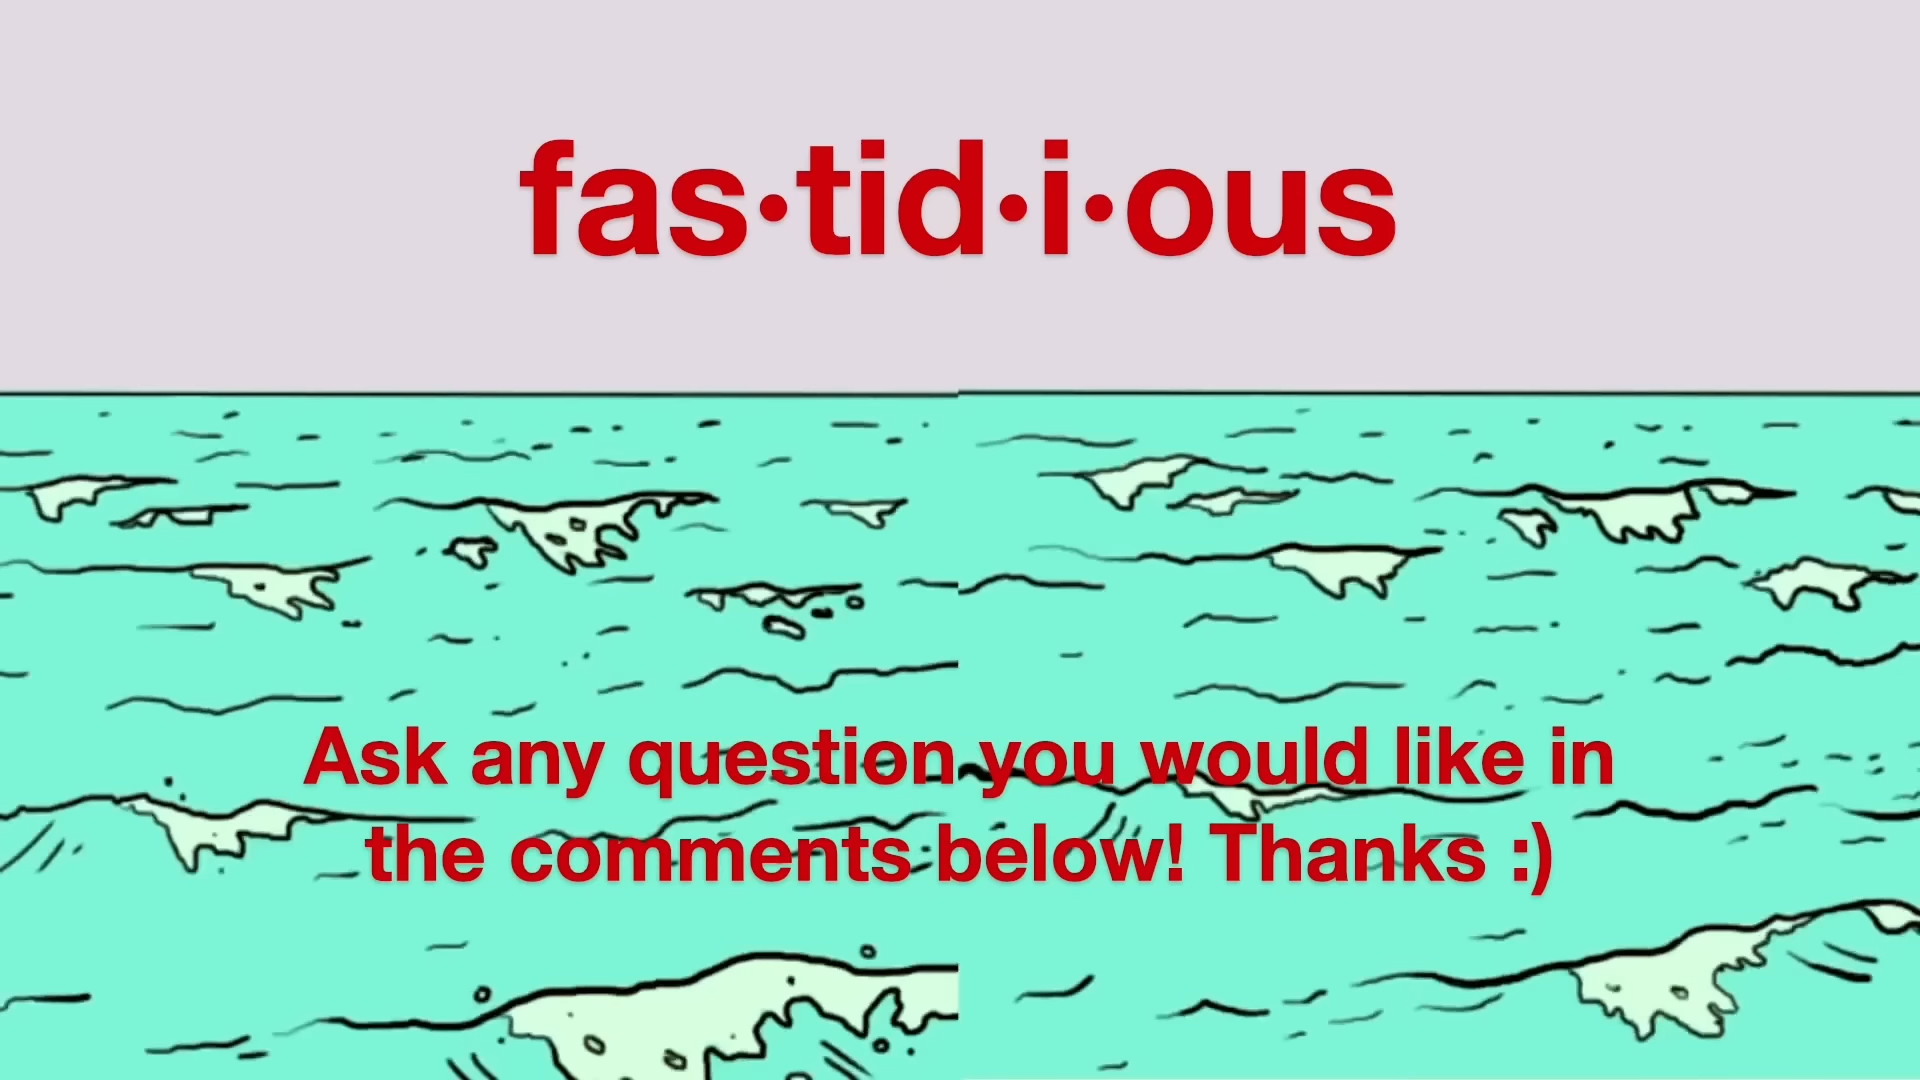 fas·tid·i·ous
Ask any question you would like in
the comments below! Thanks :)